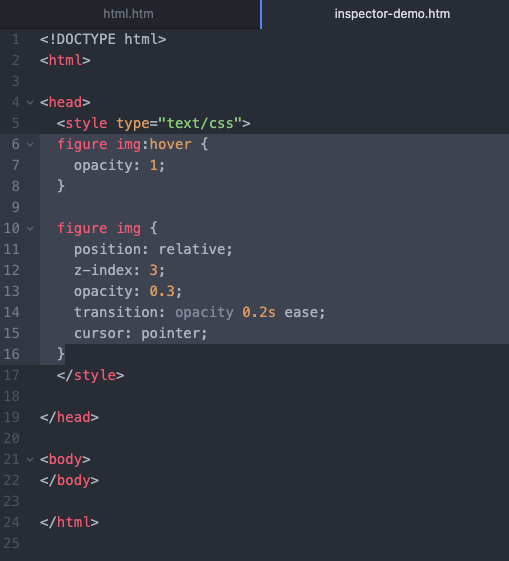 html.htm
inspector-demo.htm
1 <!DOCTYPE html>
2 <html>
3
4 <head>
5   <style type="text/css">
6   figure img:hover {
7     opacity: 1;
8   }
9
10   figure img {
11     position: relative;
12     z-index: 3;
13     opacity: 0.3;
14     transition: opacity 0.2s ease;
15     cursor: pointer;
16   }
17   </style>
18
19 </head>
20
21 <body>
22 </body>
23
24 </html>
25